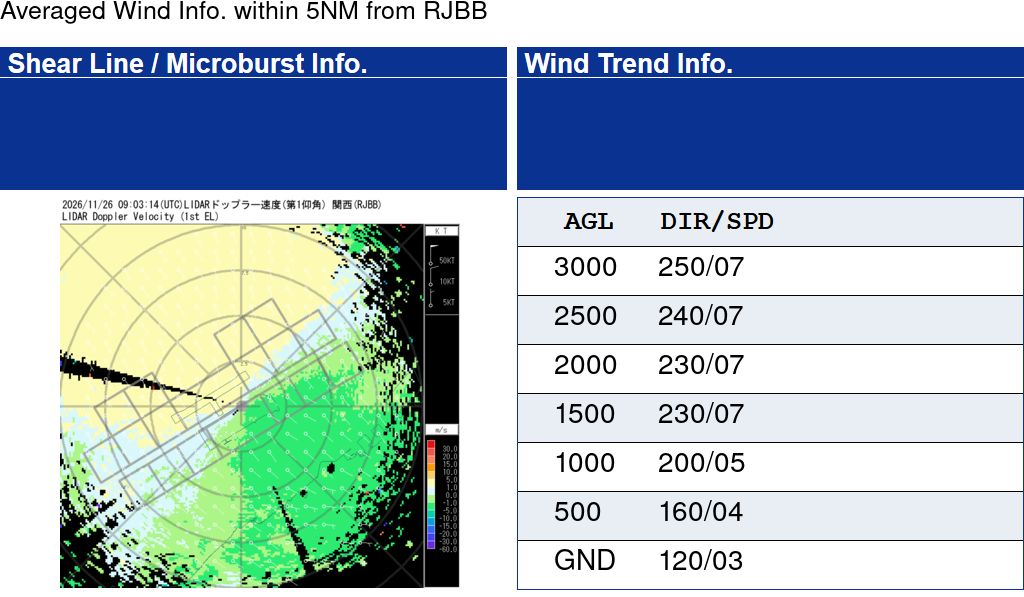 Averaged Wind Info. within 5NM from RJBB
Shear Line / Microburst Info.
Wind Trend Info.
2026/11/26 09:03:14(UTC)LIDARドップラー速度(第1仰角) 関西(RJBB)
LIDAR Doppler Velocity (1st EL)
KT
50KT
10KT
5KT
m/s
30.0
20.0
15.0
10.0
5.0
1.0
0.0
-1.0
-5.0
-10.0
-15.0
-20.0
-30.0
-60.0
AGL DIR/SPD
3000 250/07
2500 240/07
2000 230/07
1500 230/07
1000 200/05
500 160/04
GND 120/03